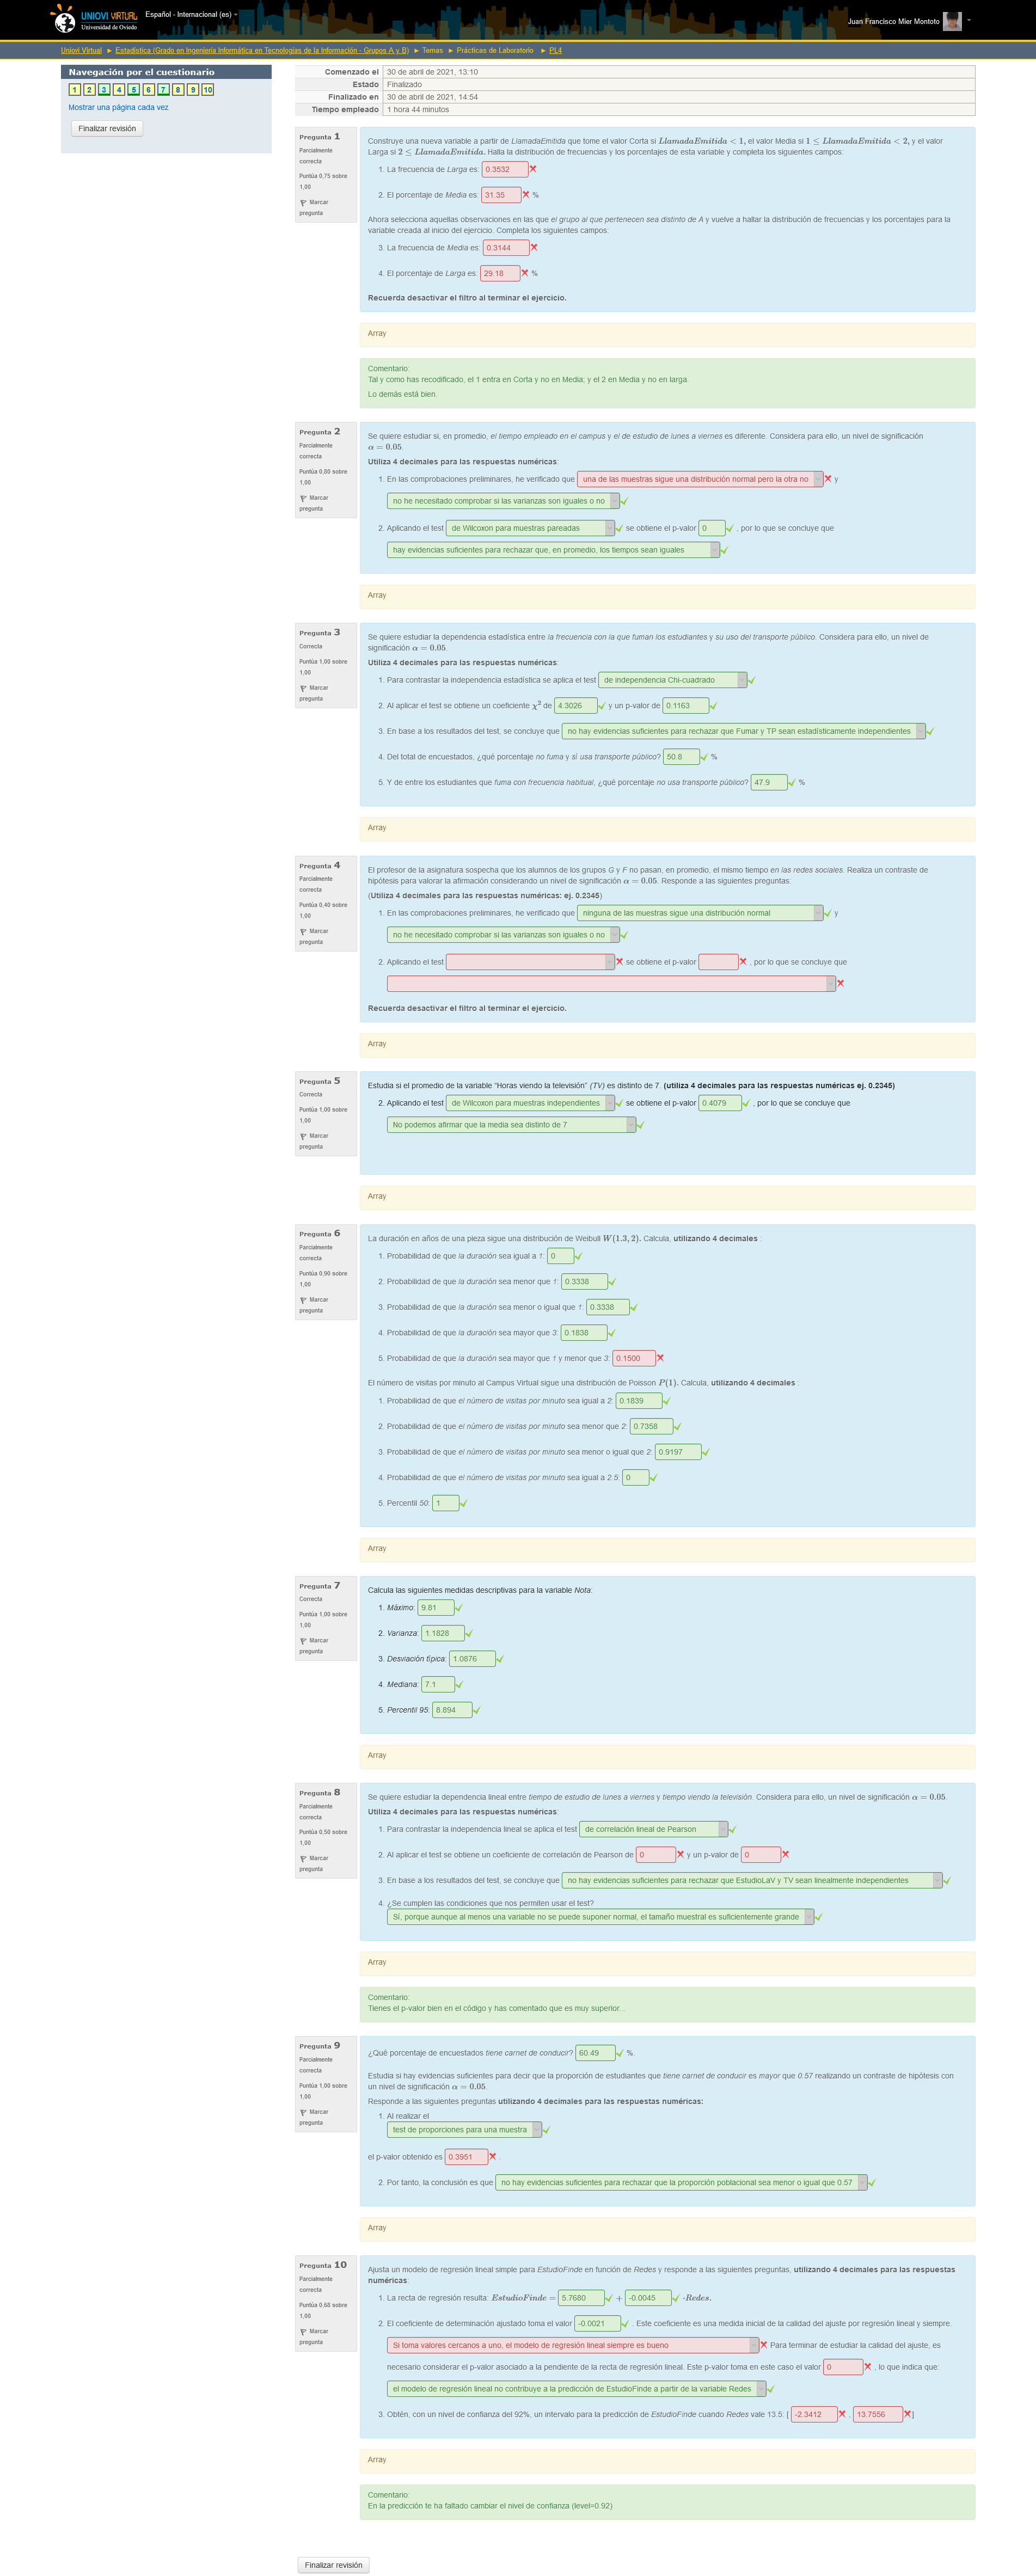 UNIOVI VIRTUAL
Universidad de Oviedo
Español - Internacional (es)
Juan Francisco Mier Montoto
Uniovi Virtual ► Estadística (Grado en Ingeniería Informática en Tecnologías de la Información - Grupos A y B) ► Temas ► Prácticas de Laboratorio ► PL4
Navegación por el cuestionario
1 2 3 4 5 6 7 8 9 10
Mostrar una página cada vez
Finalizar revisión
Comenzado el 30 de abril de 2021, 13:10
Estado Finalizado
Finalizado en 30 de abril de 2021, 14:54
Tiempo empleado 1 hora 44 minutos
Pregunta 1
Parcialmente
correcta
Puntúa 0,75 sobre
1,00
Marcar
pregunta
Construye una nueva variable a partir de LlamadaEmitida que tome el valor Corta si LlamadaEmitida < 1, el valor Media si 1 ≤ LlamadaEmitida < 2, y el valor
Larga si 2 ≤ LlamadaEmitida. Halla la distribución de frecuencias y los porcentajes de esta variable y completa los siguientes campos:
1. La frecuencia de Larga es: 0.3532
2. El porcentaje de Media es: 31.35 %
Ahora selecciona aquellas observaciones en las que el grupo al que pertenecen sea distinto de A y vuelve a hallar la distribución de frecuencias y los porcentajes para la
variable creada al inicio del ejercicio. Completa los siguientes campos:
3. La frecuencia de Media es: 0.3144
4. El porcentaje de Larga es: 29.18 %
Recuerda desactivar el filtro al terminar el ejercicio.
Array
Comentario:
Tal y como has recodificado, el 1 entra en Corta y no en Media; y el 2 en Media y no en larga.
Lo demás está bien.
Pregunta 2
Parcialmente
correcta
Puntúa 0,80 sobre
1,00
Marcar
pregunta
Se quiere estudiar si, en promedio, el tiempo empleado en el campus y el de estudio de lunes a viernes es diferente. Considera para ello, un nivel de significación
α = 0.05.
Utiliza 4 decimales para las respuestas numéricas:
1. En las comprobaciones preliminares, he verificado que una de las muestras sigue una distribución normal pero la otra no y
no he necesitado comprobar si las varianzas son iguales o no
2. Aplicando el test de Wilcoxon para muestras pareadas se obtiene el p-valor 0 , por lo que se concluye que
hay evidencias suficientes para rechazar que, en promedio, los tiempos sean iguales
Array
Pregunta 3
Correcta
Puntúa 1,00 sobre
1,00
Marcar
pregunta
Se quiere estudiar la dependencia estadística entre la frecuencia con la que fuman los estudiantes y su uso del transporte público. Considera para ello, un nivel de
significación α = 0.05.
Utiliza 4 decimales para las respuestas numéricas:
1. Para contrastar la independencia estadística se aplica el test de independencia Chi-cuadrado
2. Al aplicar el test se obtiene un coeficiente χ² de 4.3026 y un p-valor de 0.1163
3. En base a los resultados del test, se concluye que no hay evidencias suficientes para rechazar que Fumar y TP sean estadísticamente independientes
4. Del total de encuestados, ¿qué porcentaje no fuma y sí usa transporte público? 50.8 %
5. Y de entre los estudiantes que fuma con frecuencia habitual, ¿qué porcentaje no usa transporte público? 47.9 %
Array
Pregunta 4
Parcialmente
correcta
Puntúa 0,40 sobre
1,00
Marcar
pregunta
El profesor de la asignatura sospecha que los alumnos de los grupos G y F no pasan, en promedio, el mismo tiempo en las redes sociales. Realiza un contraste de
hipótesis para valorar la afirmación considerando un nivel de significación α = 0.05. Responde a las siguientes preguntas:
(Utiliza 4 decimales para las respuestas numéricas: ej. 0.2345)
1. En las comprobaciones preliminares, he verificado que ninguna de las muestras sigue una distribución normal y
no he necesitado comprobar si las varianzas son iguales o no
2. Aplicando el test se obtiene el p-valor , por lo que se concluye que
Recuerda desactivar el filtro al terminar el ejercicio.
Array
Pregunta 5
Correcta
Puntúa 1,00 sobre
1,00
Marcar
pregunta
Estudia si el promedio de la variable "Horas viendo la televisión" (TV) es distinto de 7. (utiliza 4 decimales para las respuestas numéricas ej. 0.2345)
2. Aplicando el test de Wilcoxon para muestras independientes se obtiene el p-valor 0.4079 , por lo que se concluye que
No podemos afirmar que la media sea distinto de 7
Array
Pregunta 6
Parcialmente
correcta
Puntúa 0,90 sobre
1,00
Marcar
pregunta
La duración en años de una pieza sigue una distribución de Weibull W(1.3, 2). Calcula, utilizando 4 decimales :
1. Probabilidad de que la duración sea igual a 1: 0
2. Probabilidad de que la duración sea menor que 1: 0.3338
3. Probabilidad de que la duración sea menor o igual que 1: 0.3338
4. Probabilidad de que la duración sea mayor que 3: 0.1838
5. Probabilidad de que la duración sea mayor que 1 y menor que 3: 0.1500
El número de visitas por minuto al Campus Virtual sigue una distribución de Poisson P(1). Calcula, utilizando 4 decimales :
1. Probabilidad de que el número de visitas por minuto sea igual a 2: 0.1839
2. Probabilidad de que el número de visitas por minuto sea menor que 2: 0.7358
3. Probabilidad de que el número de visitas por minuto sea menor o igual que 2: 0.9197
4. Probabilidad de que el número de visitas por minuto sea igual a 2.5: 0
5. Percentil 50: 1
Array
Pregunta 7
Correcta
Puntúa 1,00 sobre
1,00
Marcar
pregunta
Calcula las siguientes medidas descriptivas para la variable Nota:
1. Máximo: 9.81
2. Varianza: 1.1828
3. Desviación típica: 1.0876
4. Mediana: 7.1
5. Percentil 95: 8.894
Array
Pregunta 8
Parcialmente
correcta
Puntúa 0,50 sobre
1,00
Marcar
pregunta
Se quiere estudiar la dependencia lineal entre tiempo de estudio de lunes a viernes y tiempo viendo la televisión. Considera para ello, un nivel de significación α = 0.05.
Utiliza 4 decimales para las respuestas numéricas:
1. Para contrastar la independencia lineal se aplica el test de correlación lineal de Pearson
2. Al aplicar el test se obtiene un coeficiente de correlación de Pearson de 0 y un p-valor de 0
3. En base a los resultados del test, se concluye que no hay evidencias suficientes para rechazar que EstudioLaV y TV sean linealmente independientes
4. ¿Se cumplen las condiciones que nos permiten usar el test?
Sí, porque aunque al menos una variable no se puede suponer normal, el tamaño muestral es suficientemente grande
Array
Comentario:
Tienes el p-valor bien en el código y has comentado que es muy superior...
Pregunta 9
Parcialmente
correcta
Puntúa 1,00 sobre
1,00
Marcar
pregunta
¿Qué porcentaje de encuestados tiene carnet de conducir? 60.49 %.
Estudia si hay evidencias suficientes para decir que la proporción de estudiantes que tiene carnet de conducir es mayor que 0.57 realizando un contraste de hipótesis con
un nivel de significación α = 0.05.
Responde a las siguientes preguntas utilizando 4 decimales para las respuestas numéricas:
1. Al realizar el
test de proporciones para una muestra
el p-valor obtenido es 0.3951 .
2. Por tanto, la conclusión es que no hay evidencias suficientes para rechazar que la proporción poblacional sea menor o igual que 0.57
Array
Pregunta 10
Parcialmente
correcta
Puntúa 0,68 sobre
1,00
Marcar
pregunta
Ajusta un modelo de regresión lineal simple para EstudioFinde en función de Redes y responde a las siguientes preguntas, utilizando 4 decimales para las respuestas
numéricas:
1. La recta de regresión resulta: EstudioFinde = 5.7680 + -0.0045 ·Redes.
2. El coeficiente de determinación ajustado toma el valor -0.0021 . Este coeficiente es una medida inicial de la calidad del ajuste por regresión lineal y siempre.
Si toma valores cercanos a uno, el modelo de regresión lineal siempre es bueno Para terminar de estudiar la calidad del ajuste, es
necesario considerar el p-valor asociado a la pendiente de la recta de regresión lineal. Este p-valor toma en este caso el valor 0 , lo que indica que:
el modelo de regresión lineal no contribuye a la predicción de EstudioFinde a partir de la variable Redes
3. Obtén, con un nivel de confianza del 92%, un intervalo para la predicción de EstudioFinde cuando Redes vale 13.5: [ -2.3412 , 13.7556 ]
Array
Comentario:
En la predicción te ha faltado cambiar el nivel de confianza (level=0.92)
Finalizar revisión